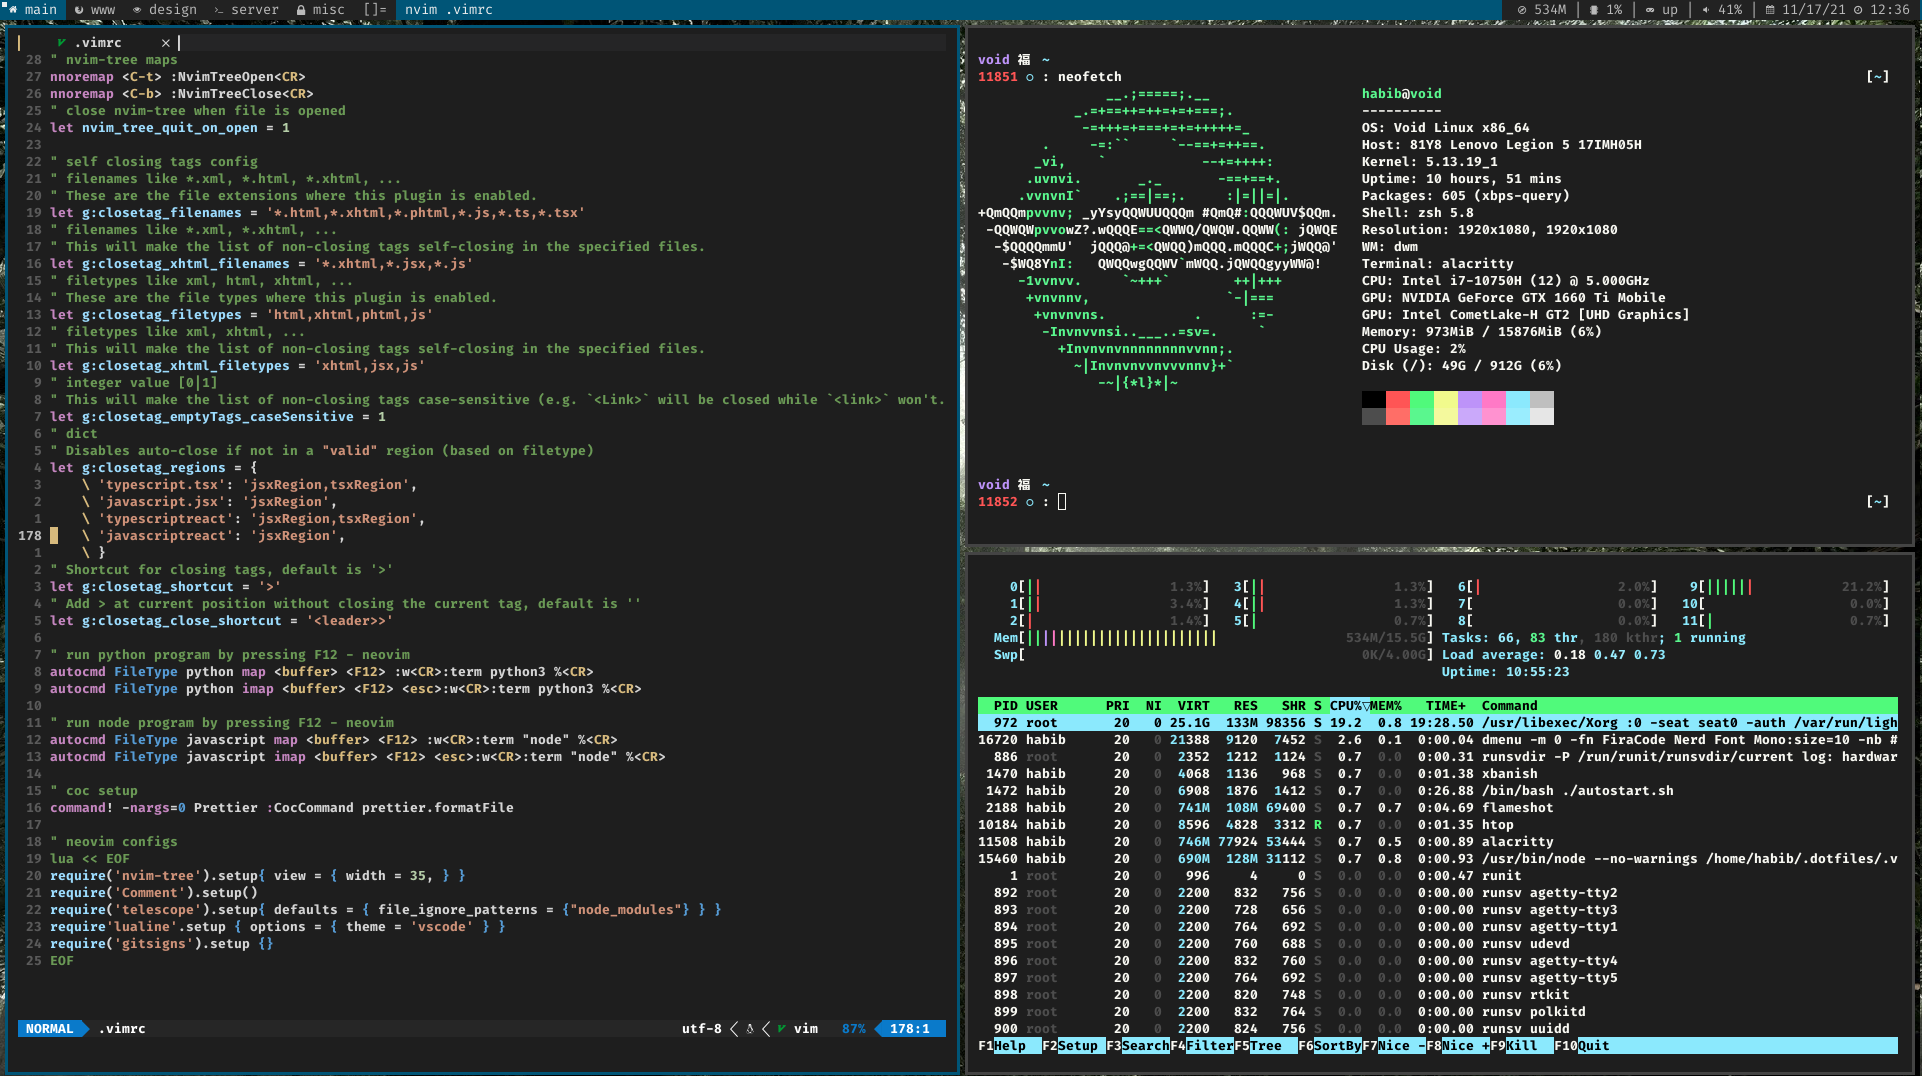 main www design server misc []= nvim .vimrc 534M 1% up 41% 11/17/21 12:36
.vimrc ×
28 " nvim-tree maps
27 nnoremap <C-t> :NvimTreeOpen<CR>
26 nnoremap <C-b> :NvimTreeClose<CR>
25 " close nvim-tree when file is opened
24 let nvim_tree_quit_on_open = 1
23
22 " self closing tags config
21 " filenames like *.xml, *.html, *.xhtml, ...
20 " These are the file extensions where this plugin is enabled.
19 let g:closetag_filenames = '*.html,*.xhtml,*.phtml,*.js,*.ts,*.tsx'
18 " filenames like *.xml, *.xhtml, ...
17 " This will make the list of non-closing tags self-closing in the specified files.
16 let g:closetag_xhtml_filenames = '*.xhtml,*.jsx,*.js'
15 " filetypes like xml, html, xhtml, ...
14 " These are the file types where this plugin is enabled.
13 let g:closetag_filetypes = 'html,xhtml,phtml,js'
12 " filetypes like xml, xhtml, ...
11 " This will make the list of non-closing tags self-closing in the specified files.
10 let g:closetag_xhtml_filetypes = 'xhtml,jsx,js'
9 " integer value [0|1]
8 " This will make the list of non-closing tags case-sensitive (e.g. `<Link>` will be closed while `<link>` won't.
7 let g:closetag_emptyTags_caseSensitive = 1
6 " dict
5 " Disables auto-close if not in a "valid" region (based on filetype)
4 let g:closetag_regions = {
3 \ 'typescript.tsx': 'jsxRegion,tsxRegion',
2 \ 'javascript.jsx': 'jsxRegion',
1 \ 'typescriptreact': 'jsxRegion,tsxRegion',
178 \ 'javascriptreact': 'jsxRegion',
1 \ }
2 " Shortcut for closing tags, default is '>'
3 let g:closetag_shortcut = '>'
4 " Add > at current position without closing the current tag, default is ''
5 let g:closetag_close_shortcut = '<leader>>'
6
7 " run python program by pressing F12 - neovim
8 autocmd FileType python map <buffer> <F12> :w<CR>:term python3 %<CR>
9 autocmd FileType python imap <buffer> <F12> <esc>:w<CR>:term python3 %<CR>
10
11 " run node program by pressing F12 - neovim
12 autocmd FileType javascript map <buffer> <F12> :w<CR>:term "node" %<CR>
13 autocmd FileType javascript imap <buffer> <F12> <esc>:w<CR>:term "node" %<CR>
14
15 " coc setup
16 command! -nargs=0 Prettier :CocCommand prettier.formatFile
17
18 " neovim configs
19 lua << EOF
20 require('nvim-tree').setup{ view = { width = 35, } }
21 require('Comment').setup()
22 require('telescope').setup{ defaults = { file_ignore_patterns = {"node_modules"} } }
23 require'lualine'.setup { options = { theme = 'vscode' } }
24 require('gitsigns').setup {}
25 EOF
NORMAL .vimrc utf-8 vim 87% 178:1
void 福 ~
11851 ○ : neofetch [~]
__.;=====;.__
_.=+==++=++=+=+===;.
-=+++=+===+=+=+++++=_
. -=:`` `--==+=++==.
_vi, ` --+=++++:
.uvnvi. _._ -==+==+.
.vvnvnI` .;==|==;. :|=||=|.
+QmQQmpvvnv; _yYsyQQWUUQQQm #QmQ#:QQQWUV$QQm.
-QQWQWpvvowZ?.wQQQE==<QWWQ/QWQW.QQWW(: jQWQE
-$QQQQmmU' jQQQ@+=<QWQQ)mQQQ.mQQQC+;jWQQ@'
-$WQ8YnI: QWQQwgQQWV`mWQQ.jQWQQgyyWW@!
-1vvnvv. `~+++` ++|+++
+vnvnnv, `-|===
+vnvnvns. . :=-
-Invnvvnsi..___..=sv=. `
+Invnvnvnnnnnnnnvvnn;.
~|Invnvnvvnvvvnnv}+`
-~|{*l}*|~
habib@void
----------
OS: Void Linux x86_64
Host: 81Y8 Lenovo Legion 5 17IMH05H
Kernel: 5.13.19_1
Uptime: 10 hours, 51 mins
Packages: 605 (xbps-query)
Shell: zsh 5.8
Resolution: 1920x1080, 1920x1080
WM: dwm
Terminal: alacritty
CPU: Intel i7-10750H (12) @ 5.000GHz
GPU: NVIDIA GeForce GTX 1660 Ti Mobile
GPU: Intel CometLake-H GT2 [UHD Graphics]
Memory: 973MiB / 15876MiB (6%)
CPU Usage: 2%
Disk (/): 49G / 912G (6%)
void 福 ~
11852 ○ : [~]
0[|| 1.3%] 3[|| 1.3%] 6[| 2.0%] 9[|||||| 21.2%]
1[|| 3.4%] 4[|| 1.3%] 7[ 0.0%] 10[ 0.0%]
2[| 1.4%] 5[| 0.7%] 8[ 0.0%] 11[| 0.7%]
Mem[|||||||||||||||||||||||| 534M/15.5G] Tasks: 66, 83 thr, 180 kthr; 1 running
Swp[ 0K/4.00G] Load average: 0.18 0.47 0.73
Uptime: 10:55:23
PID USER PRI NI VIRT RES SHR S CPU%▽MEM% TIME+ Command
972 root 20 0 25.1G 133M 98356 S 19.2 0.8 19:28.50 /usr/libexec/Xorg :0 -seat seat0 -auth /var/run/ligh
16720 habib 20 0 21388 9120 7452 S 2.6 0.1 0:00.04 dmenu -m 0 -fn FiraCode Nerd Font Mono:size=10 -nb #
886 root 20 0 2352 1212 1124 S 0.7 0.0 0:00.31 runsvdir -P /run/runit/runsvdir/current log: hardwar
1470 habib 20 0 4068 1136 968 S 0.7 0.0 0:01.38 xbanish
1472 habib 20 0 6908 1876 1412 S 0.7 0.0 0:26.88 /bin/bash ./autostart.sh
2188 habib 20 0 741M 108M 69400 S 0.7 0.7 0:04.69 flameshot
10184 habib 20 0 8596 4828 3312 R 0.7 0.0 0:01.35 htop
11508 habib 20 0 746M 77924 53444 S 0.7 0.5 0:00.89 alacritty
15460 habib 20 0 690M 128M 31112 S 0.7 0.8 0:00.93 /usr/bin/node --no-warnings /home/habib/.dotfiles/.v
1 root 20 0 996 4 0 S 0.0 0.0 0:00.47 runit
892 root 20 0 2200 832 756 S 0.0 0.0 0:00.00 runsv agetty-tty2
893 root 20 0 2200 728 656 S 0.0 0.0 0:00.00 runsv agetty-tty3
894 root 20 0 2200 764 692 S 0.0 0.0 0:00.00 runsv agetty-tty1
895 root 20 0 2200 760 688 S 0.0 0.0 0:00.00 runsv udevd
896 root 20 0 2200 832 760 S 0.0 0.0 0:00.00 runsv agetty-tty4
897 root 20 0 2200 764 692 S 0.0 0.0 0:00.00 runsv agetty-tty5
898 root 20 0 2200 820 748 S 0.0 0.0 0:00.00 runsv rtkit
899 root 20 0 2200 832 764 S 0.0 0.0 0:00.00 runsv polkitd
900 root 20 0 2200 824 756 S 0.0 0.0 0:00.00 runsv uuidd
F1Help F2Setup F3SearchF4FilterF5Tree F6SortByF7Nice -F8Nice +F9Kill F10Quit